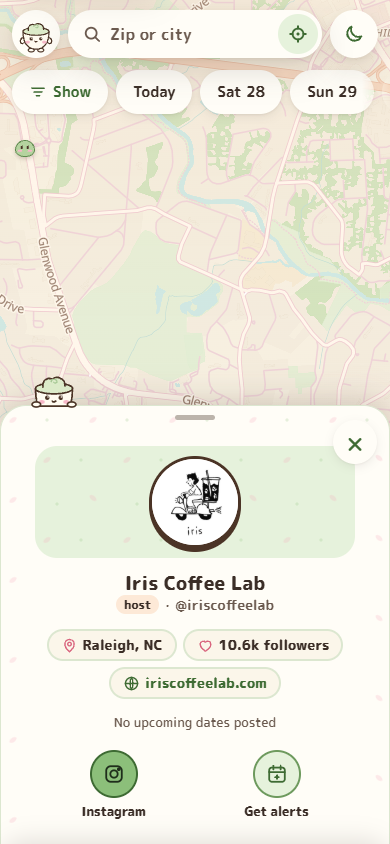 Zip or city
Show
Today
Sat 28
Sun 29
Glenwood Avenue
Drive
Glen
iris
Iris Coffee Lab
host · @iriscoffeelab
Raleigh, NC
10.6k followers
iriscoffeelab.com
No upcoming dates posted
Instagram
Get alerts